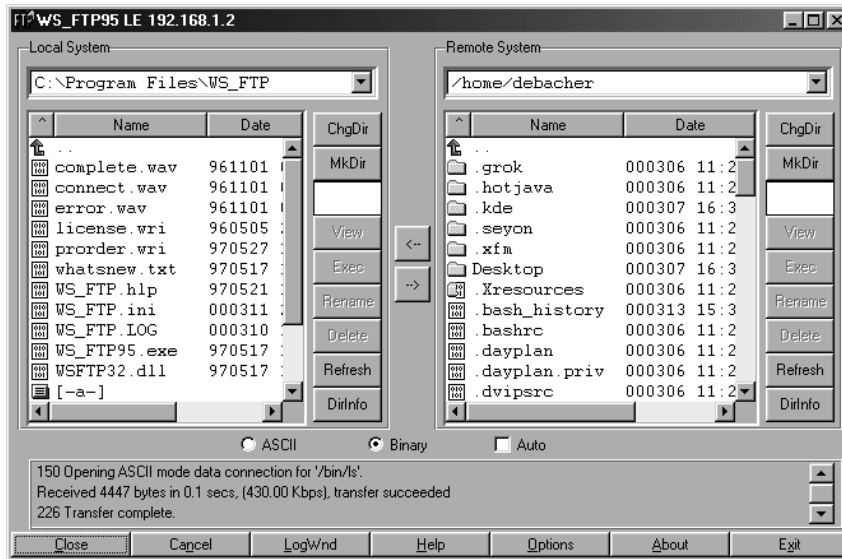 WS_FTP95 LE 192.168.1.2
Local System
C:\Program Files\WS_FTP
^ Name Date
..
complete.wav 961101
connect.wav 961101
error.wav 961101
license.wri 960505
prorder.wri 970527
whatsnew.txt 970517
WS_FTP.hlp 970521
WS_FTP.ini 000311
WS_FTP.LOG 000310
WS_FTP95.exe 970517
WSFTP32.dll 970517
[-a-]
ChgDir
MkDir
View
Exec
Rename
Delete
Refresh
DirInfo
<--
-->
Remote System
/home/debacher
^ Name Date
..
.grok 000306 11:2
.hotjava 000306 11:2
.kde 000307 16:3
.seyon 000306 11:2
.xfm 000306 11:2
Desktop 000307 16:3
.Xresources 000306 11:2
.bash_history 000313 15:3
.bashrc 000306 11:2
.dayplan 000306 11:2
.dayplan.priv 000306 11:2
.dvipsrc 000306 11:2
ChgDir
MkDir
View
Exec
Rename
Delete
Refresh
DirInfo
ASCII Binary Auto
150 Opening ASCII mode data connection for '/bin/ls'.
Received 4447 bytes in 0.1 secs, (430.00 Kbps), transfer succeeded
226 Transfer complete.
Close Cancel LogWnd Help Options About Exit